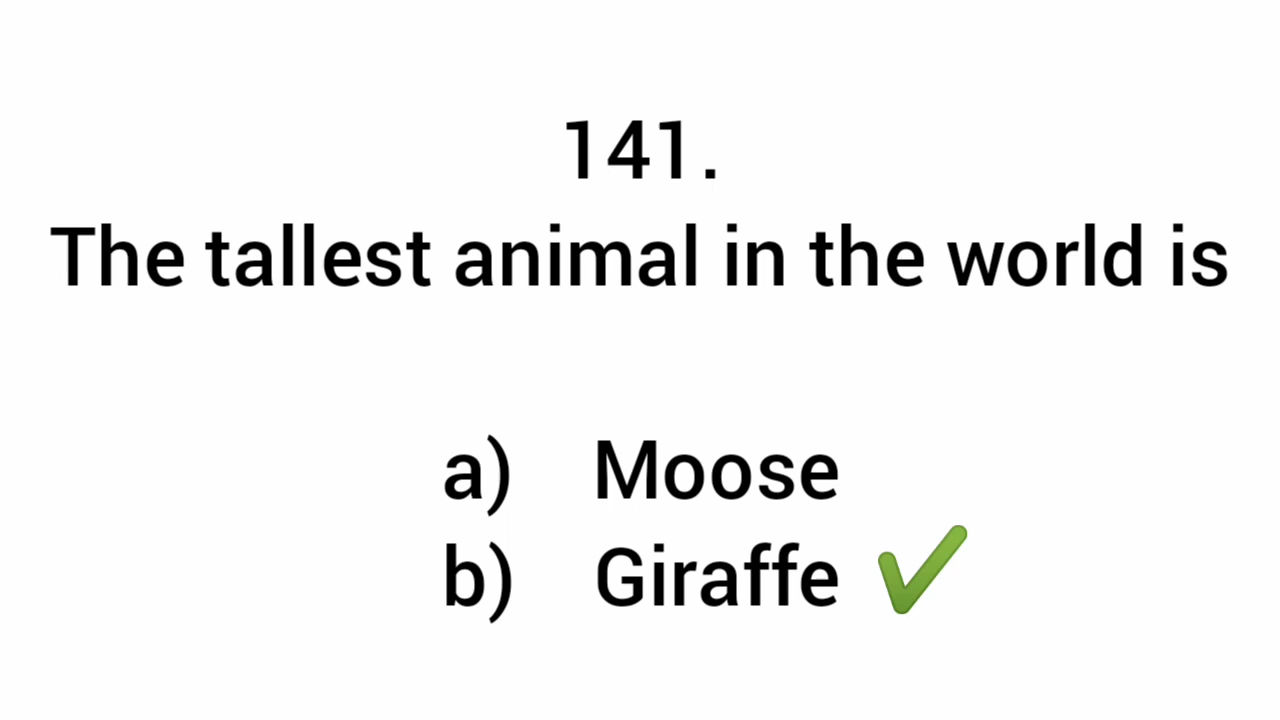 141.
The tallest animal in the world is
a) Moose
b) Giraffe ✔